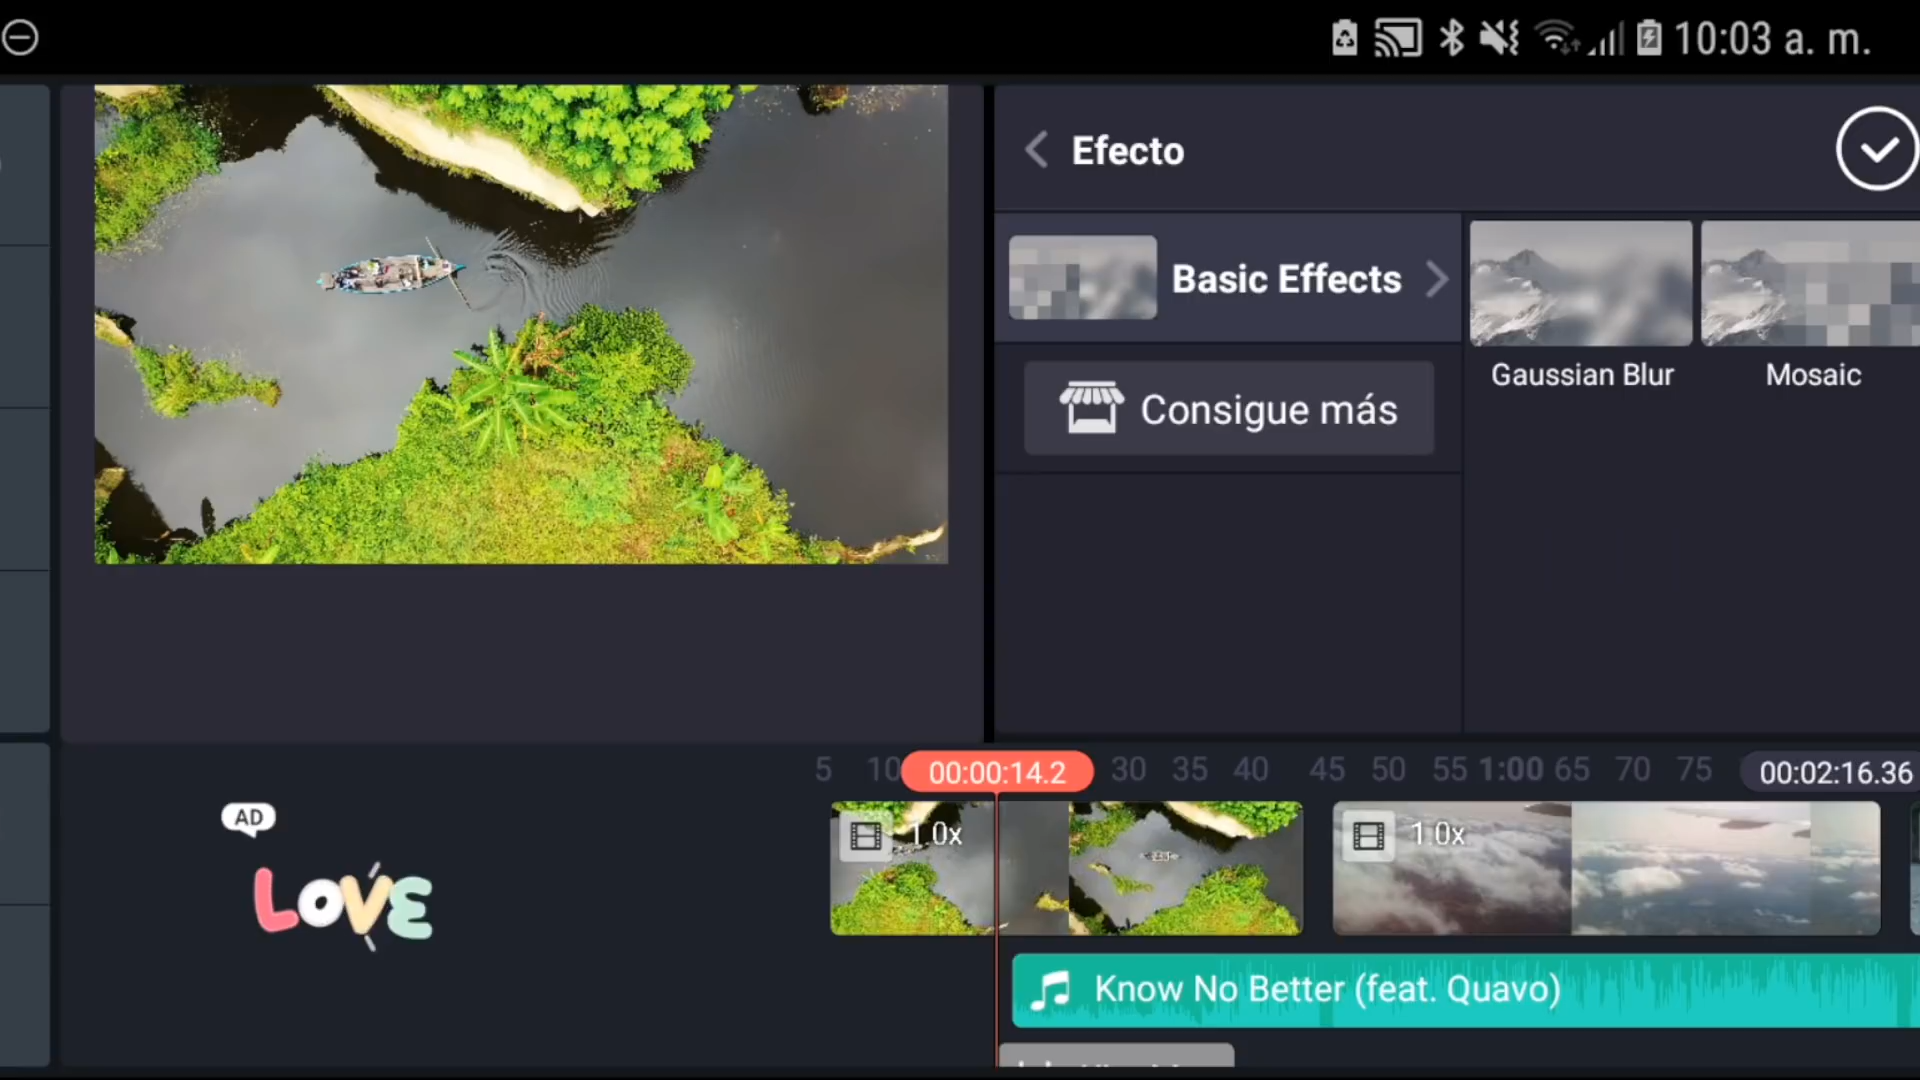 10:03 a. m.
Efecto
Basic Effects
Consigue más
Gaussian Blur
Mosaic
5 10 00:00:14.2 30 35 40 45 50 55 1:00 65 70 75 00:02:16.36
AD
LOVE
1.0x
1.0x
Know No Better (feat. Quavo)